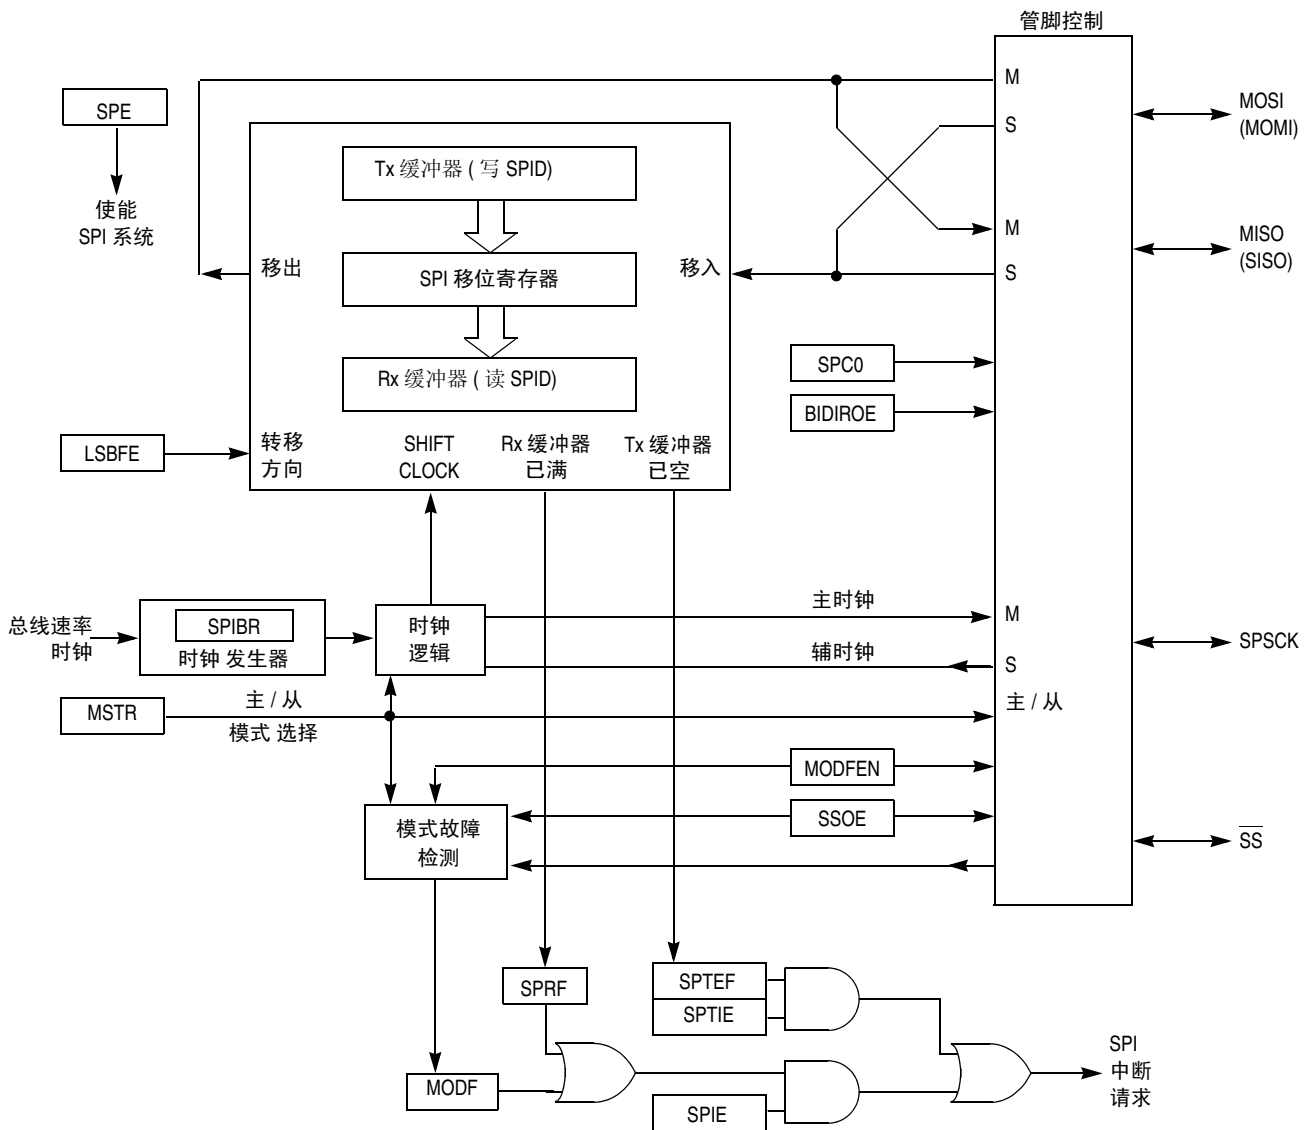 管脚控制
M
SPE
MOSI
(MOMI)
S
Tx 缓冲器 ( 写 SPID)
使能
SPI 系统
M
MISO
(SISO)
移出
SPI 移位寄存器
移入
S
SPC0
Rx 缓冲器 ( 读 SPID)
BIDIROE
LSBFE
转移
方向
SHIFT
CLOCK
Rx 缓冲器
已满
Tx 缓冲器
已空
总线速率
时钟
SPIBR
时钟 发生器
时钟
逻辑
主时钟
M
SPSCK
辅时钟
S
MSTR
主 / 从
模式 选择
主 / 从
MODFEN
SSOE
模式故障
检测
SS
SPRF
SPTEF
SPTIE
MODF
SPIE
SPI
中断
请求